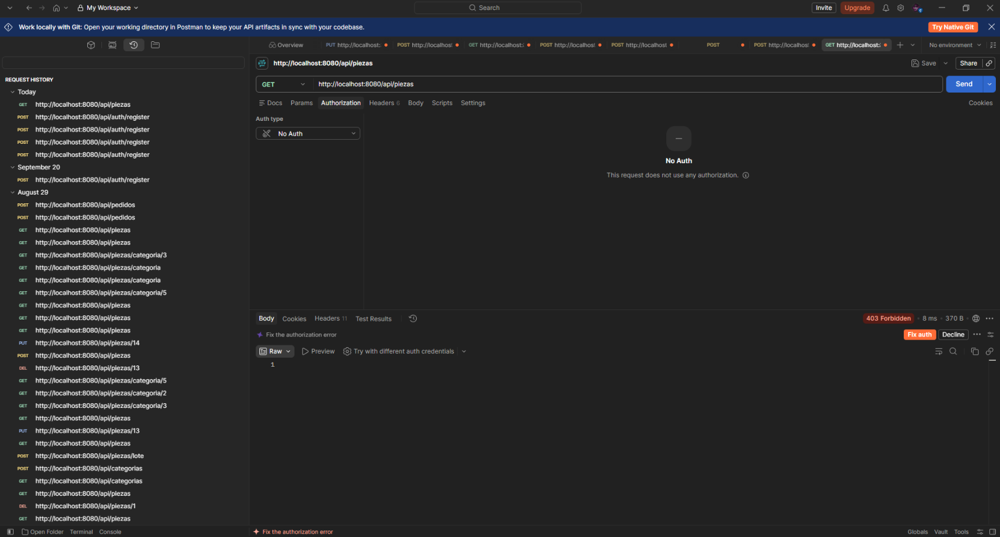 My Workspace
Search
Invite
Upgrade
Work locally with Git: Open your working directory in Postman to keep your API artifacts in sync with your codebase.
Try Native Git
Overview
PUT http://localhost:
POST http://localhost
GET http://localhost:
POST http://localhost
POST http://localhost
POST
POST http://localhost
GET http://localhost:
No environment
HTTP
http://localhost:8080/api/piezas
Save
Share
GET
http://localhost:8080/api/piezas
Send
Docs
Params
Authorization
Headers 6
Body
Scripts
Settings
Cookies
Auth type
No Auth
No Auth
This request does not use any authorization.
REQUEST HISTORY
Today
GET http://localhost:8080/api/piezas
POST http://localhost:8080/api/auth/register
POST http://localhost:8080/api/auth/register
POST http://localhost:8080/api/auth/register
POST http://localhost:8080/api/auth/register
September 20
POST http://localhost:8080/api/auth/register
August 29
POST http://localhost:8080/api/pedidos
POST http://localhost:8080/api/pedidos
GET http://localhost:8080/api/piezas
GET http://localhost:8080/api/piezas
GET http://localhost:8080/api/piezas/categoria/3
GET http://localhost:8080/api/piezas/categoria
GET http://localhost:8080/api/piezas/categoria
GET http://localhost:8080/api/piezas/categoria/5
GET http://localhost:8080/api/piezas
GET http://localhost:8080/api/piezas
GET http://localhost:8080/api/piezas
PUT http://localhost:8080/api/piezas/14
POST http://localhost:8080/api/piezas
DEL http://localhost:8080/api/piezas/13
GET http://localhost:8080/api/piezas/categoria/5
GET http://localhost:8080/api/piezas/categoria/2
GET http://localhost:8080/api/piezas/categoria/3
GET http://localhost:8080/api/piezas
PUT http://localhost:8080/api/piezas/13
GET http://localhost:8080/api/piezas
POST http://localhost:8080/api/piezas/lote
POST http://localhost:8080/api/categorias
GET http://localhost:8080/api/categorias
GET http://localhost:8080/api/piezas
DEL http://localhost:8080/api/piezas/1
GET http://localhost:8080/api/piezas
Body
Cookies
Headers 11
Test Results
403 Forbidden • 8 ms • 370 B
Fix the authorization error
Fix auth
Decline
Raw
Preview
Try with different auth credentials
1
Open Folder
Terminal
Console
Fix the authorization error
Globals
Vault
Tools